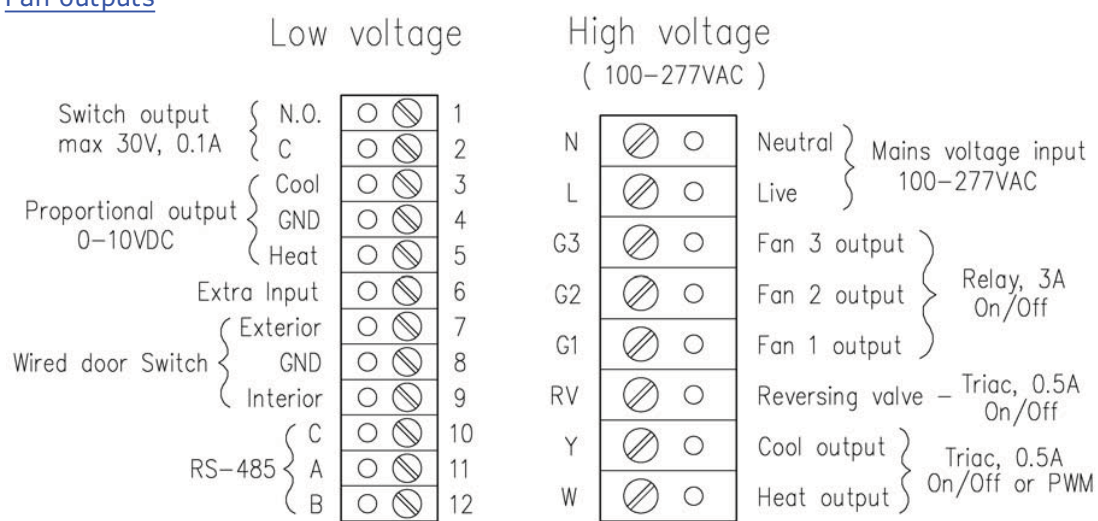 Fan outputs
Low voltage
Switch output
max 30V, 0.1A
N.O. 1
C 2
Proportional output
0-10VDC
Cool 3
GND 4
Heat 5
Extra Input 6
Wired door Switch
Exterior 7
GND 8
Interior 9
RS-485
C 10
A 11
B 12
High voltage
( 100-277VAC )
N Neutral
L Live
Mains voltage input
100-277VAC
G3 Fan 3 output
G2 Fan 2 output
G1 Fan 1 output
Relay, 3A
On/Off
RV Reversing valve – Triac, 0.5A
On/Off
Y Cool output
W Heat output
Triac, 0.5A
On/Off or PWM